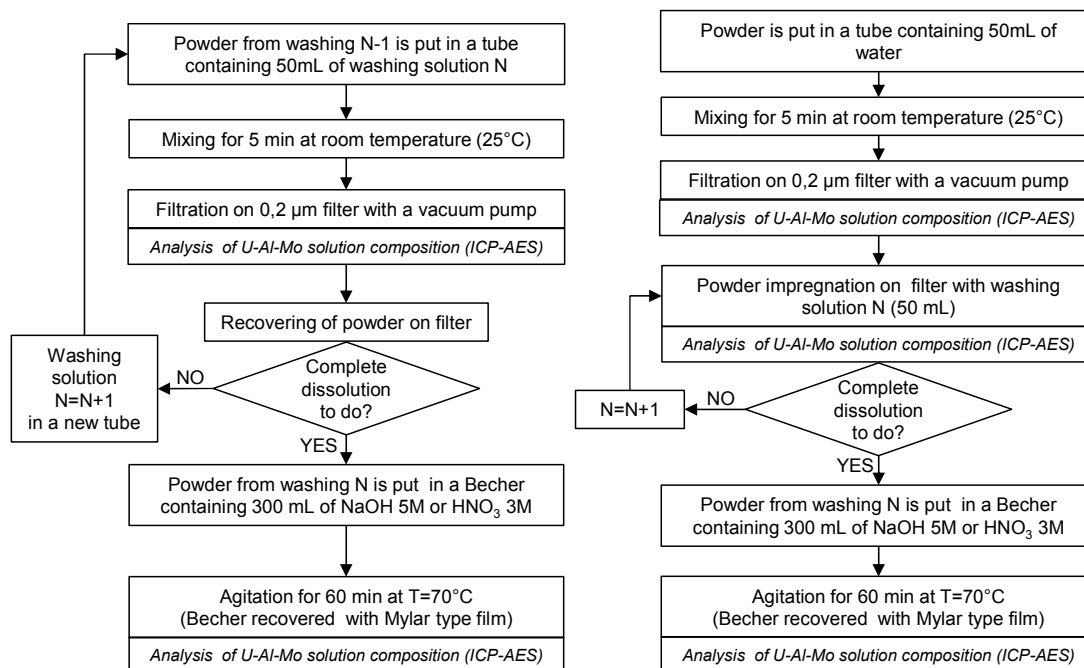 Powder from washing N-1 is put in a tube
containing 50mL of washing solution N
Mixing for 5 min at room temperature (25°C)
Filtration on 0,2 µm filter with a vacuum pump
Analysis of U-Al-Mo solution composition (ICP-AES)
Recovering of powder on filter
Washing
solution
N=N+1
in a new tube
NO
Complete
dissolution
to do?
YES
Powder from washing N is put in a Becher
containing 300 mL of NaOH 5M or HNO₃ 3M
Agitation for 60 min at T=70°C
(Becher recovered with Mylar type film)
Analysis of U-Al-Mo solution composition (ICP-AES)
Powder is put in a tube containing 50mL of
water
Mixing for 5 min at room temperature (25°C)
Filtration on 0,2 µm filter with a vacuum pump
Analysis of U-Al-Mo solution composition (ICP-AES)
Powder impregnation on filter with washing
solution N (50 mL)
Analysis of U-Al-Mo solution composition (ICP-AES)
N=N+1
NO
Complete
dissolution
to do?
YES
Powder from washing N is put in a Becher
containing 300 mL of NaOH 5M or HNO₃ 3M
Agitation for 60 min at T=70°C
(Becher recovered with Mylar type film)
Analysis of U-Al-Mo solution composition (ICP-AES)